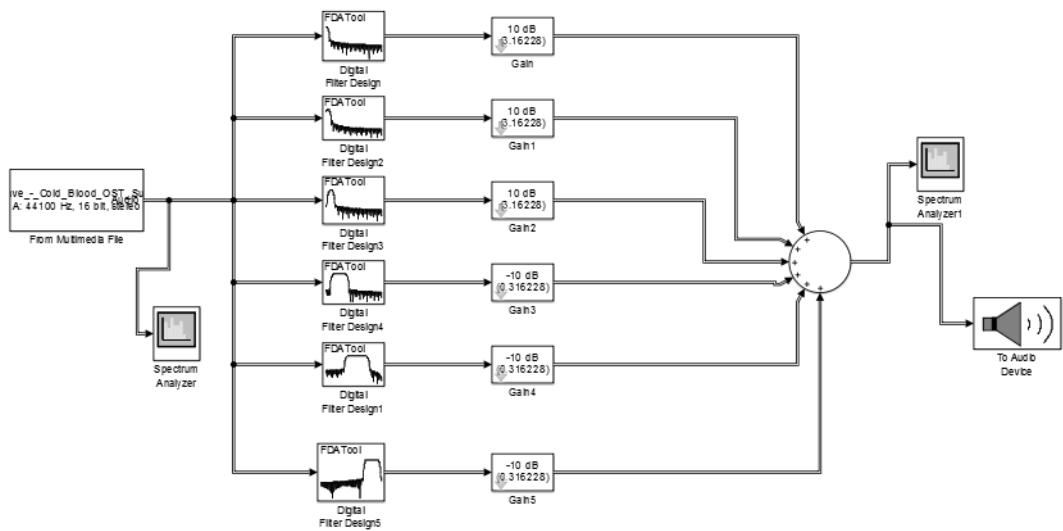 FDATool
Digital
Filter Design
10 dB
(3.16228)
Gain
FDATool
Digital
Filter Design2
10 dB
(3.16228)
Gain1
ive_-_Cold_Blood_OST_Su
Audio
A: 44100 Hz, 16 bit, stereo
From Multimedia File
FDATool
Digital
Filter Design3
10 dB
(3.16228)
Gain2
Spectrum
Analyzer1
+
+
+
+
+
+
FDATool
Digital
Filter Design4
-10 dB
(0.316228)
Gain3
Spectrum
Analyzer
FDATool
Digital
Filter Design1
-10 dB
(0.316228)
Gain4
To Audio
Device
FDATool
Digital
Filter Design5
-10 dB
(0.316228)
Gain5